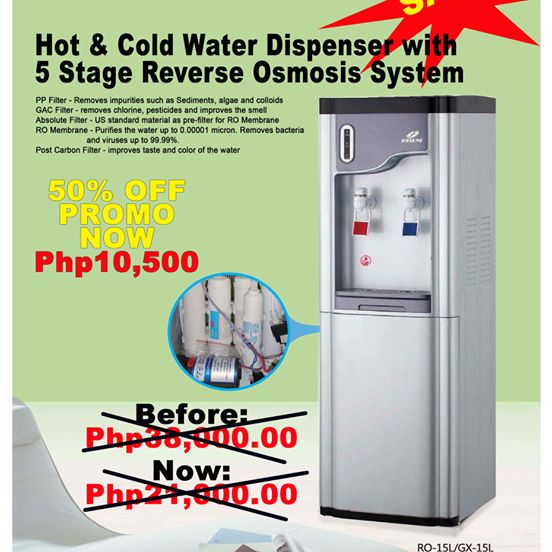 Hot & Cold Water Dispenser with
5 Stage Reverse Osmosis System
PP Filter - Removes impurities such as Sediments, algae and colloids
GAC Filter - removes chlorine, pesticides and improves the smell
Absolute Filter - US standard material as pre-filter for RO Membrane
RO Membrane - Purifies the water up to 0.00001 micron. Removes bacteria
and viruses up to 99.99%.
Post Carbon Filter - improves taste and color of the water
50% OFF
PROMO
NOW
Php10,500
Before:
Php38,000.00
Now:
Php21,000.00
RO-15L/GX-15L